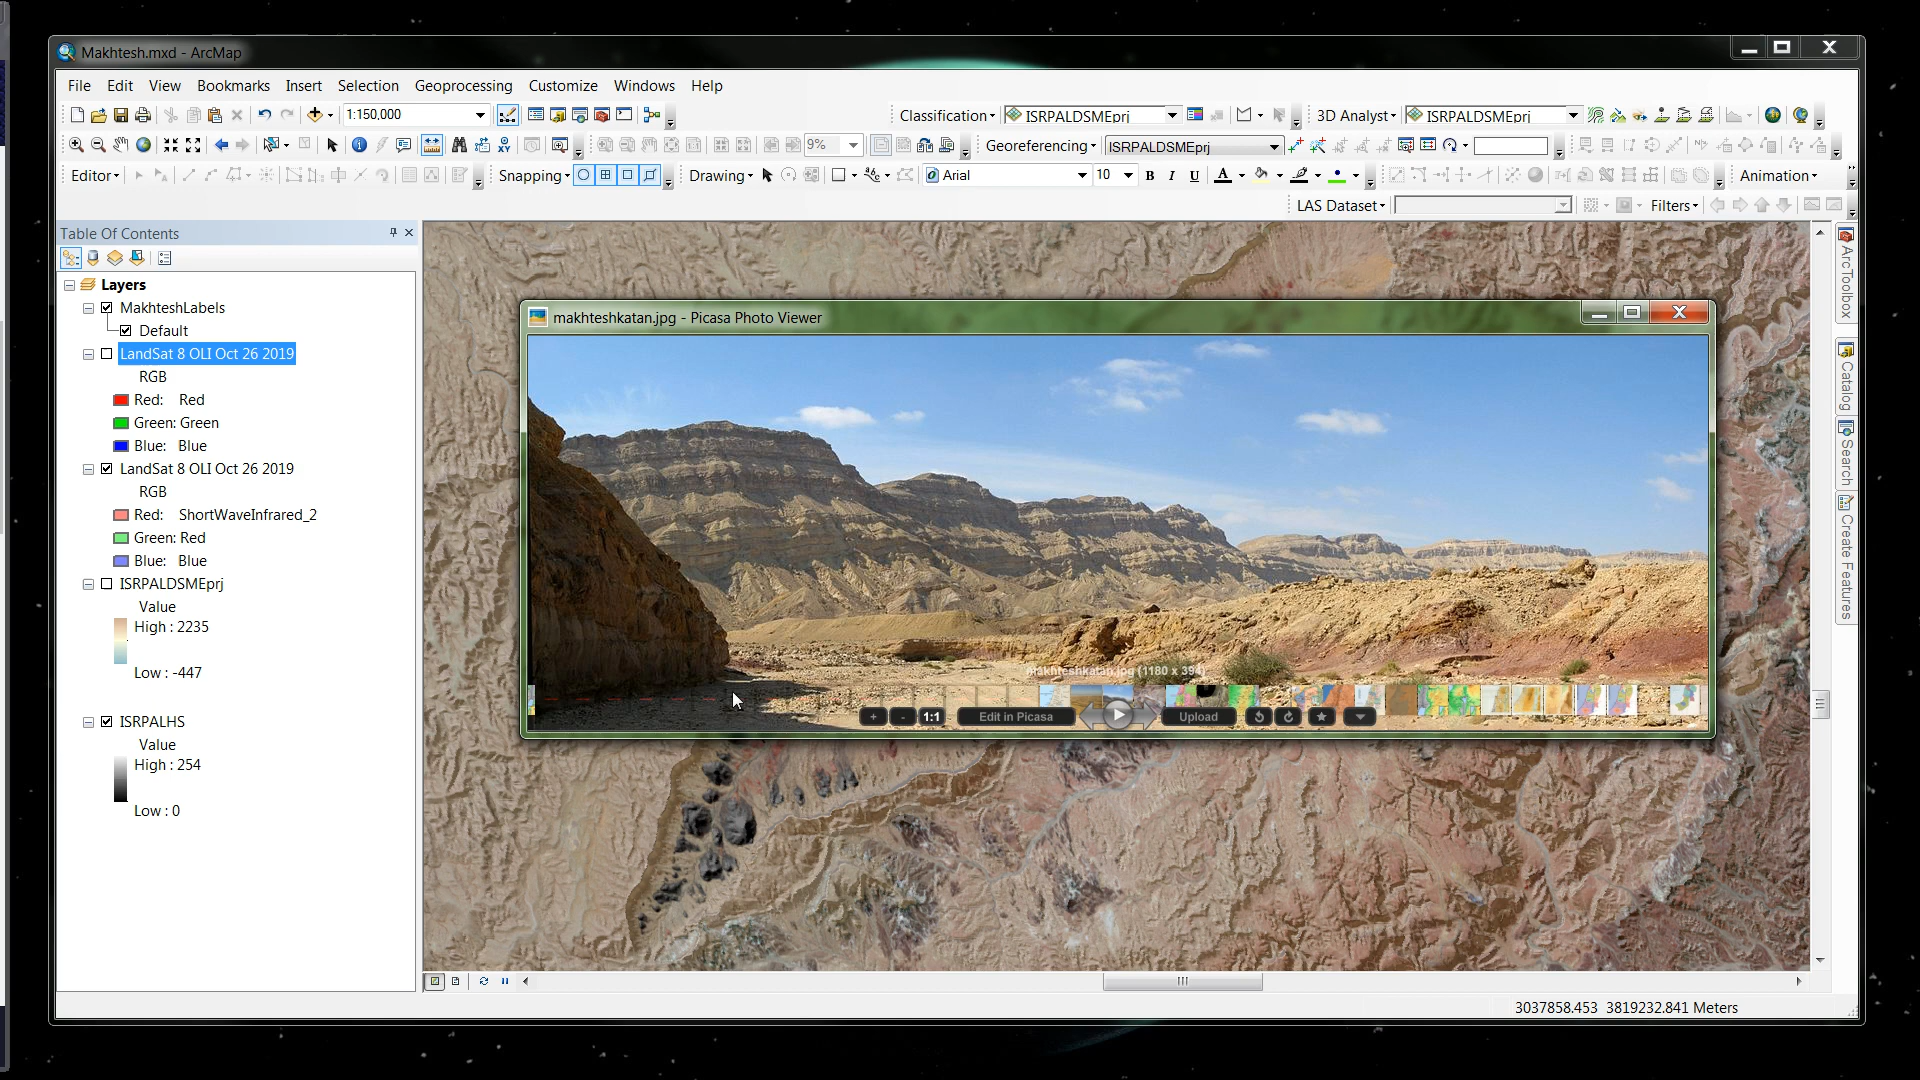 Makhtesh.mxd - ArcMap
File Edit View Bookmarks Insert Selection Geoprocessing Customize Windows Help
1:150,000 Classification ISRPALDSMEprj 3D Analyst ISRPALDSMEprj
9% Georeferencing ISRPALDSMEprj
Editor Snapping Drawing Arial 10 B I U A Animation
LAS Dataset Filters
Table Of Contents
Layers
MakhteshLabels
Default
LandSat 8 OLI Oct 26 2019
RGB
Red: Red
Green: Green
Blue: Blue
LandSat 8 OLI Oct 26 2019
RGB
Red: ShortWaveInfrared_2
Green: Red
Blue: Blue
ISRPALDSMEprj
Value
High : 2235
Low : -447
ISRPALHS
Value
High : 254
Low : 0
makhteshkatan.jpg - Picasa Photo Viewer
makhteshkatan.jpg (1180 x 394)
+ - 1:1 Edit in Picasa Upload
ArcToolbox
Catalog
Search
Create Features
3037858.453 3819232.841 Meters